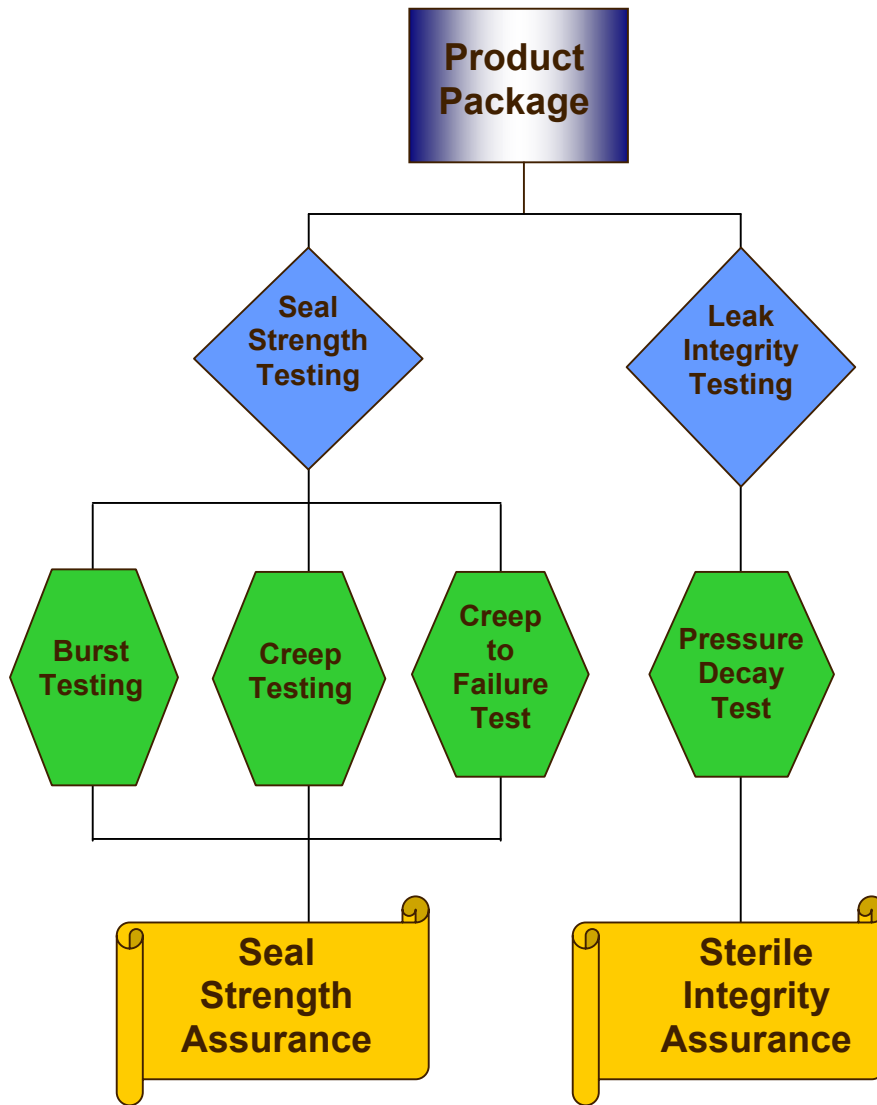 Product
Package
Seal
Strength
Testing
Leak
Integrity
Testing
Burst
Testing
Creep
Testing
Creep
to
Failure
Test
Pressure
Decay
Test
Seal
Strength
Assurance
Sterile
Integrity
Assurance